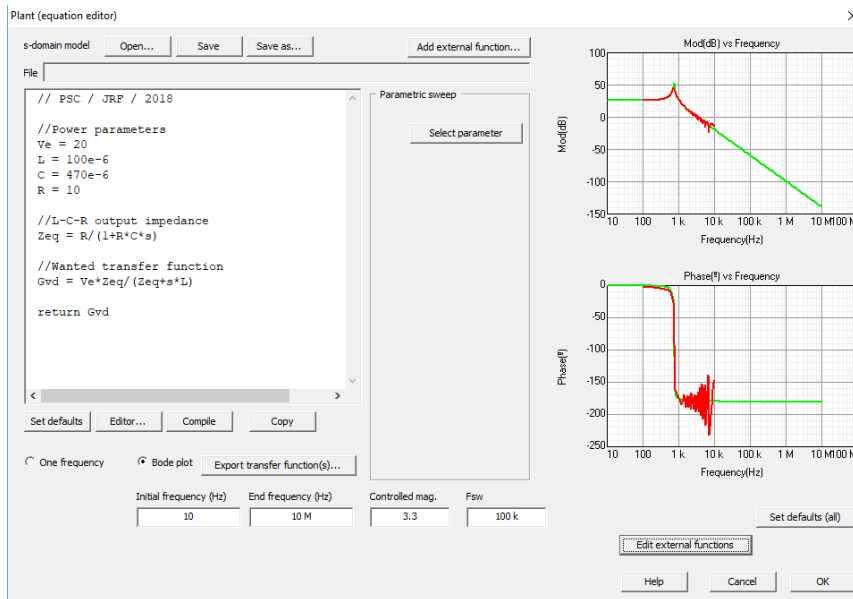 Plant (equation editor)
s-domain model Open... Save Save as... Add external function...
File
// PSC / JRF / 2018
//Power parameters
Ve = 20
L = 100e-6
C = 470e-6
R = 10
//L-C-R output impedance
Zeq = R/(1+R*C*s)
//Wanted transfer function
Gvd = Ve*Zeq/(Zeq+s*L)
return Gvd
Set defaults Editor... Compile Copy
One frequency Bode plot Export transfer function(s)...
Initial frequency (Hz) End frequency (Hz) Controlled mag. Fsw
10 10 M 3.3 100 k
Parametric sweep
Select parameter
Mod(dB) vs Frequency
Mod(dB)
100
50
0
-50
-100
-150
10 100 1 k 10 k 100 k 1 M 10 M 100 M
Frequency(Hz)
Phase(º) vs Frequency
Phase(º)
0
-50
-100
-150
-200
-250
10 100 1 k 10 k 100 k 1 M 10 M 100 M
Frequency(Hz)
Set defaults (all)
Edit external functions
Help Cancel OK